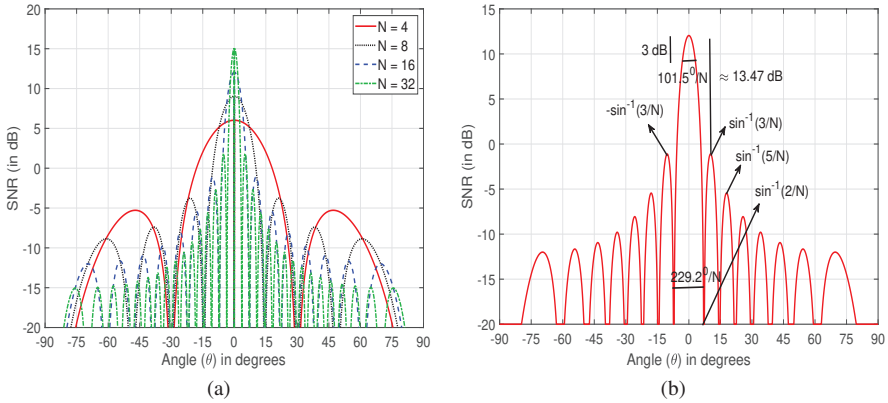 20
15
10
5
0
-5
-10
-15
-20
SNR (in dB)
-90 -75 -60 -45 -30 -15 0 15 30 45 60 75 90
Angle (θ) in degrees
N = 4
N = 8
N = 16
N = 32
(a)
15
10
5
0
-5
-10
-15
-20
SNR (in dB)
3 dB
101.5⁰/N
≈ 13.47 dB
-sin⁻¹(3/N)
sin⁻¹(3/N)
sin⁻¹(5/N)
sin⁻¹(2/N)
229.2⁰/N
-90 -75 -60 -45 -30 -15 0 15 30 45 60 75 90
Angle (θ) in degrees
(b)